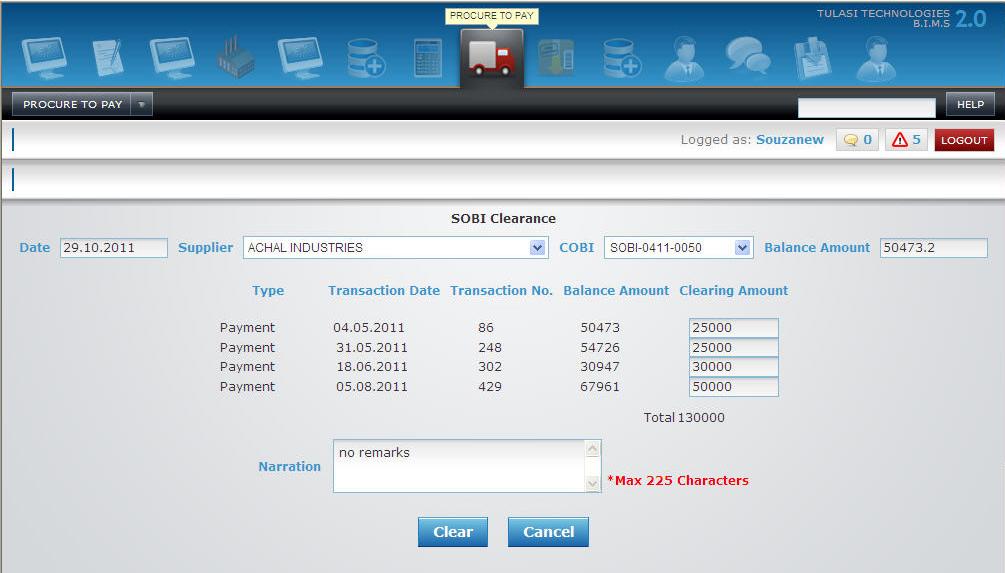 PROCURE TO PAY
TULASI TECHNOLOGIES
B.I.M.S 2.0
PROCURE TO PAY HELP
Logged as: Souzanew 0 5 LOGOUT
SOBI Clearance
Date 29.10.2011 Supplier ACHAL INDUSTRIES COBI SOBI-0411-0050 Balance Amount 50473.2
Type Transaction Date Transaction No. Balance Amount Clearing Amount
Payment 04.05.2011 86 50473 25000
Payment 31.05.2011 248 54726 25000
Payment 18.06.2011 302 30947 30000
Payment 05.08.2011 429 67961 50000
Total 130000
Narration no remarks
*Max 225 Characters
Clear Cancel